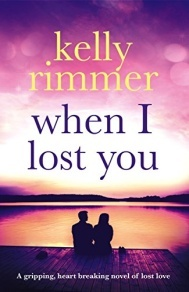 kelly
rimmer
when I
lost you
A gripping, heart breaking novel of lost love